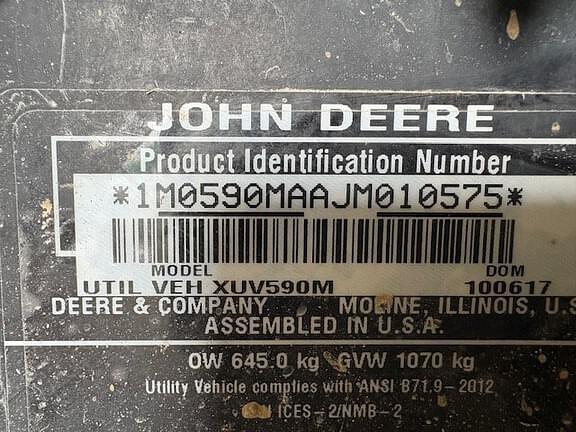 JOHN DEERE
Product Identification Number
*1M0590MAAJM010575*
MODEL DOM
UTIL VEH XUV590M 100617
DEERE & COMPANY MOLINE, ILLINOIS, U.S
ASSEMBLED IN U.S.A.
OW 645.0 kg GVW 1070 kg
Utility Vehicle complies with ANSI B71.9-2012
ICES-2/NMB-2